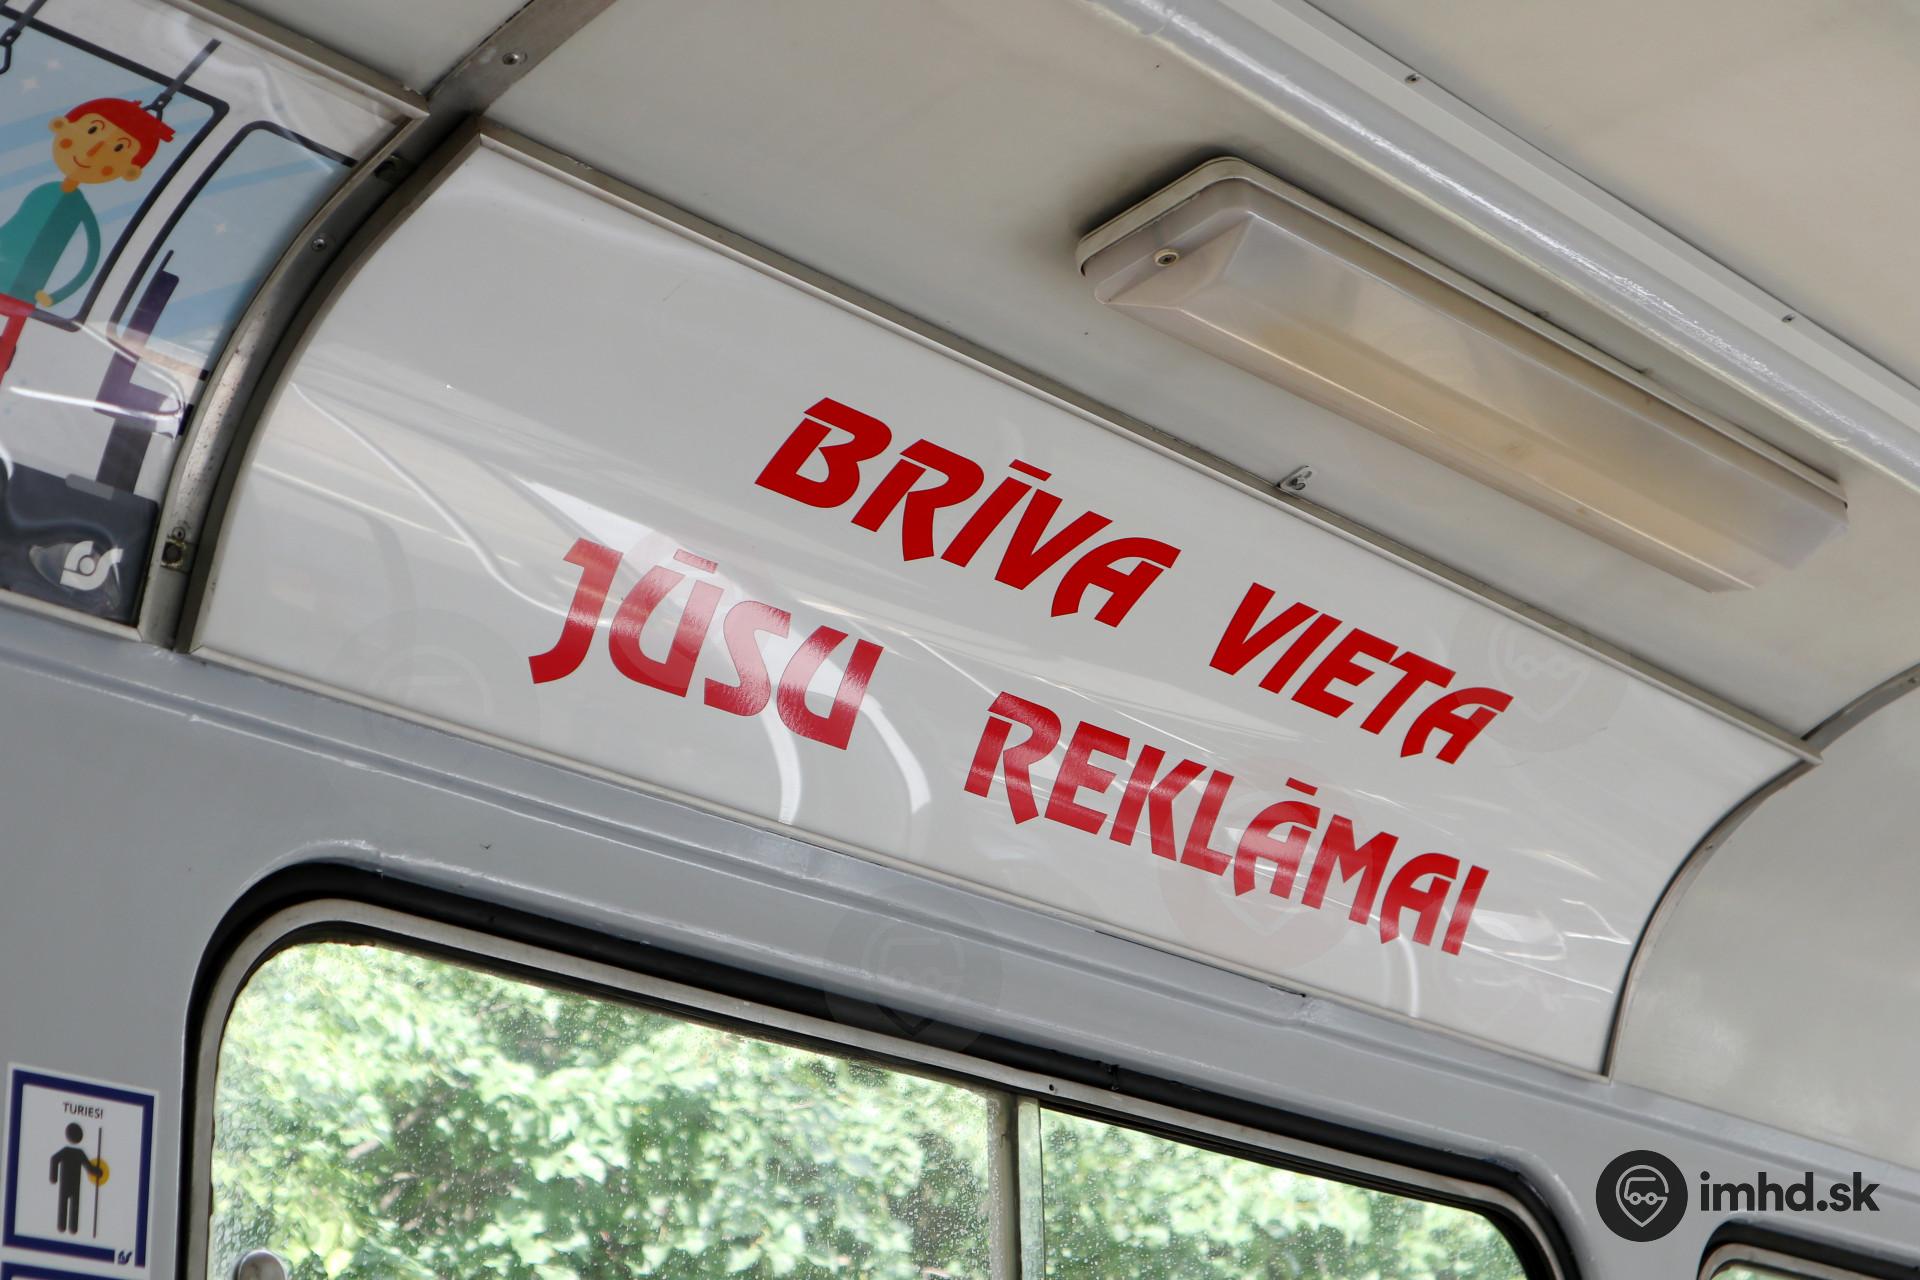 BRĪVA VIETA
JŪSU REKLĀMAI
TURIES!
imhd.sk